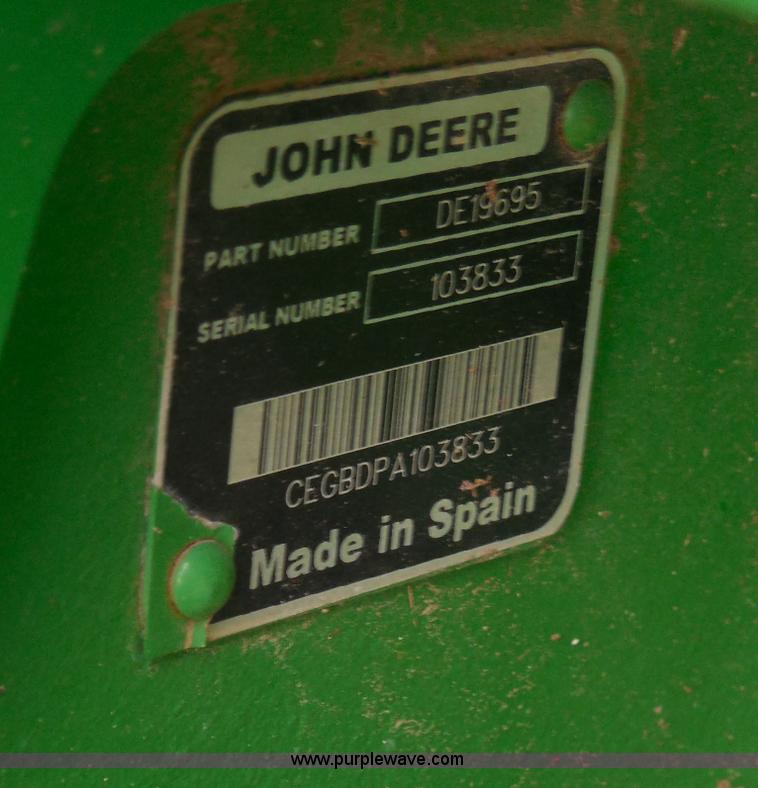 JOHN DEERE
PART NUMBER DE19695
SERIAL NUMBER 103833
CEGBDPA103833
Made in Spain
www.purplewave.com